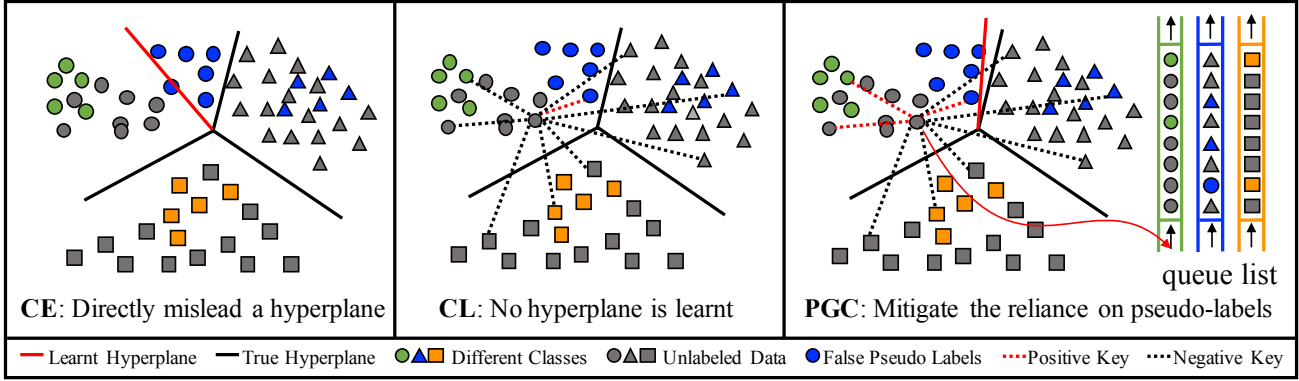 queue list
CE: Directly mislead a hyperplane
CL: No hyperplane is learnt
PGC: Mitigate the reliance on pseudo-labels
Learnt Hyperplane True Hyperplane Different Classes Unlabeled Data False Pseudo Labels Positive Key Negative Key